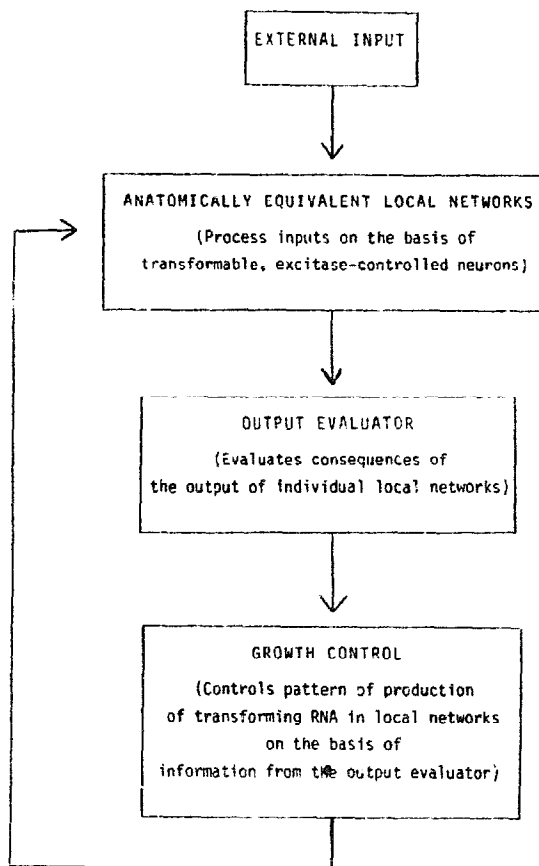 EXTERNAL INPUT
ANATOMICALLY EQUIVALENT LOCAL NETWORKS
(Process inputs on the basis of
transformable, excitase-controlled neurons)
OUTPUT EVALUATOR
(Evaluates consequences of
the output of individual local networks)
GROWTH CONTROL
(Controls pattern of production
of transforming RNA in local networks
on the basis of
information from the output evaluator)